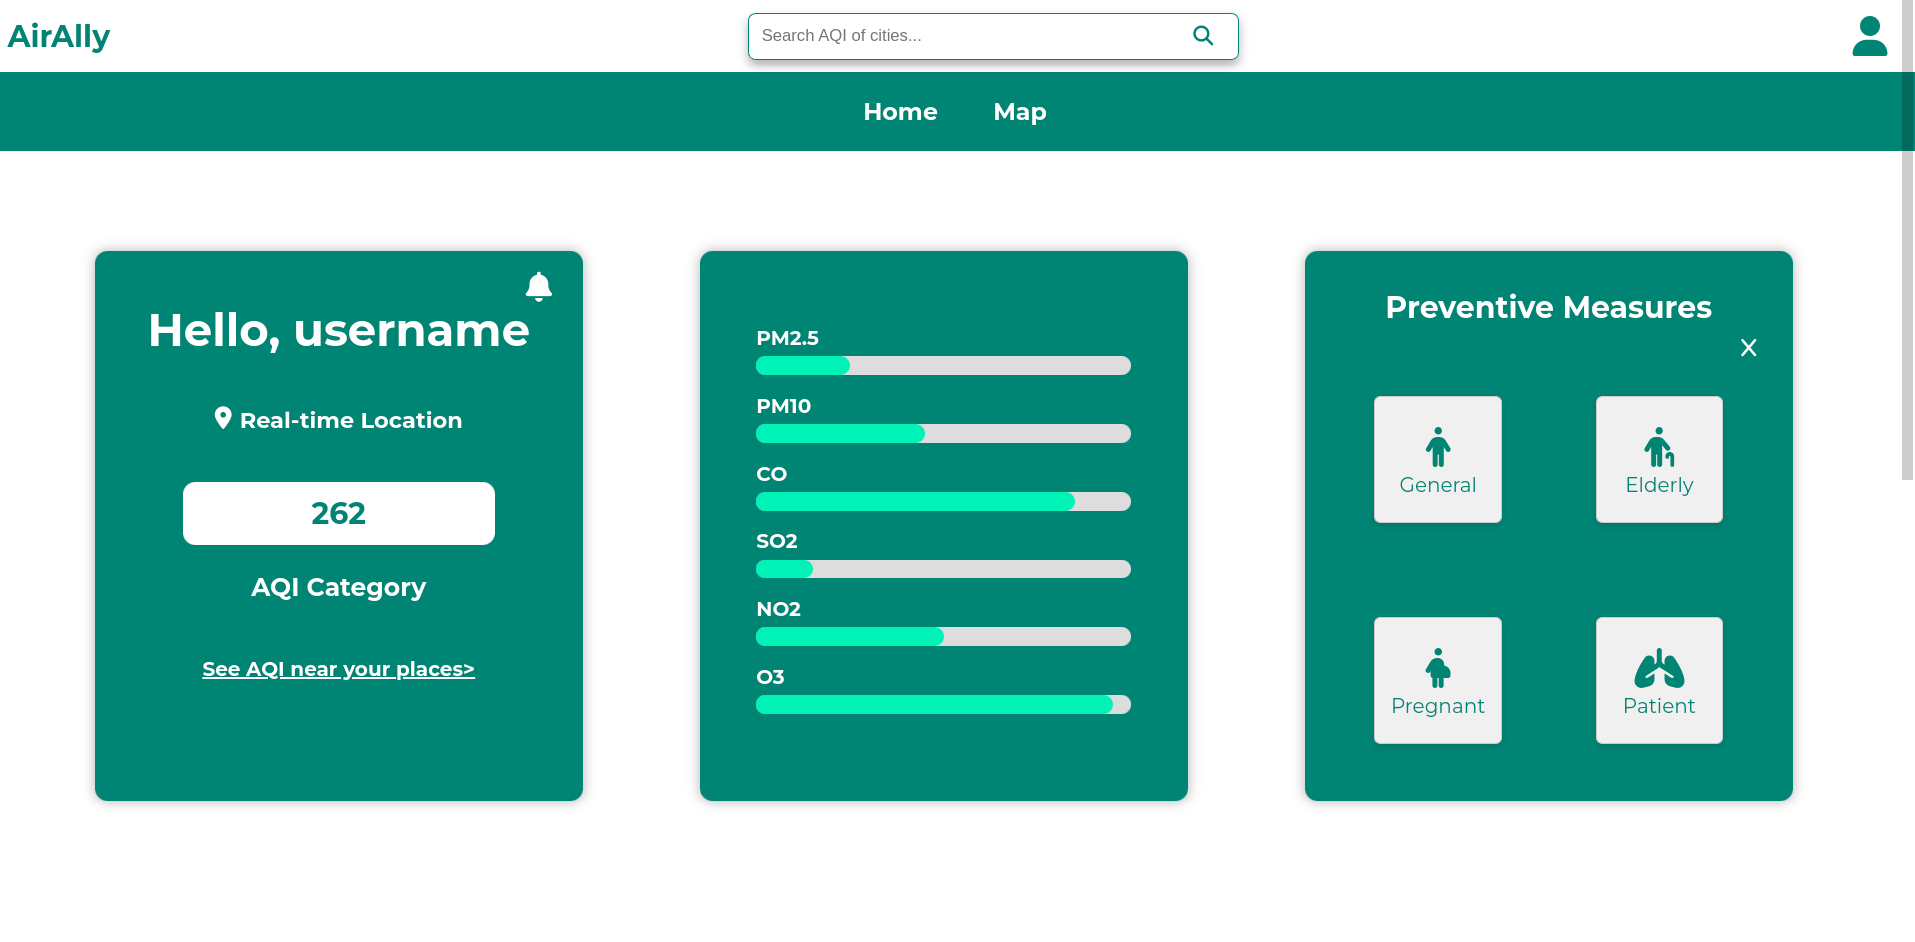 AirAlly
Search AQI of cities...
Home
Map
Hello, username
Real-time Location
262
AQI Category
See AQI near your places>
PM2.5
PM10
CO
SO2
NO2
O3
Preventive Measures
X
General
Elderly
Pregnant
Patient